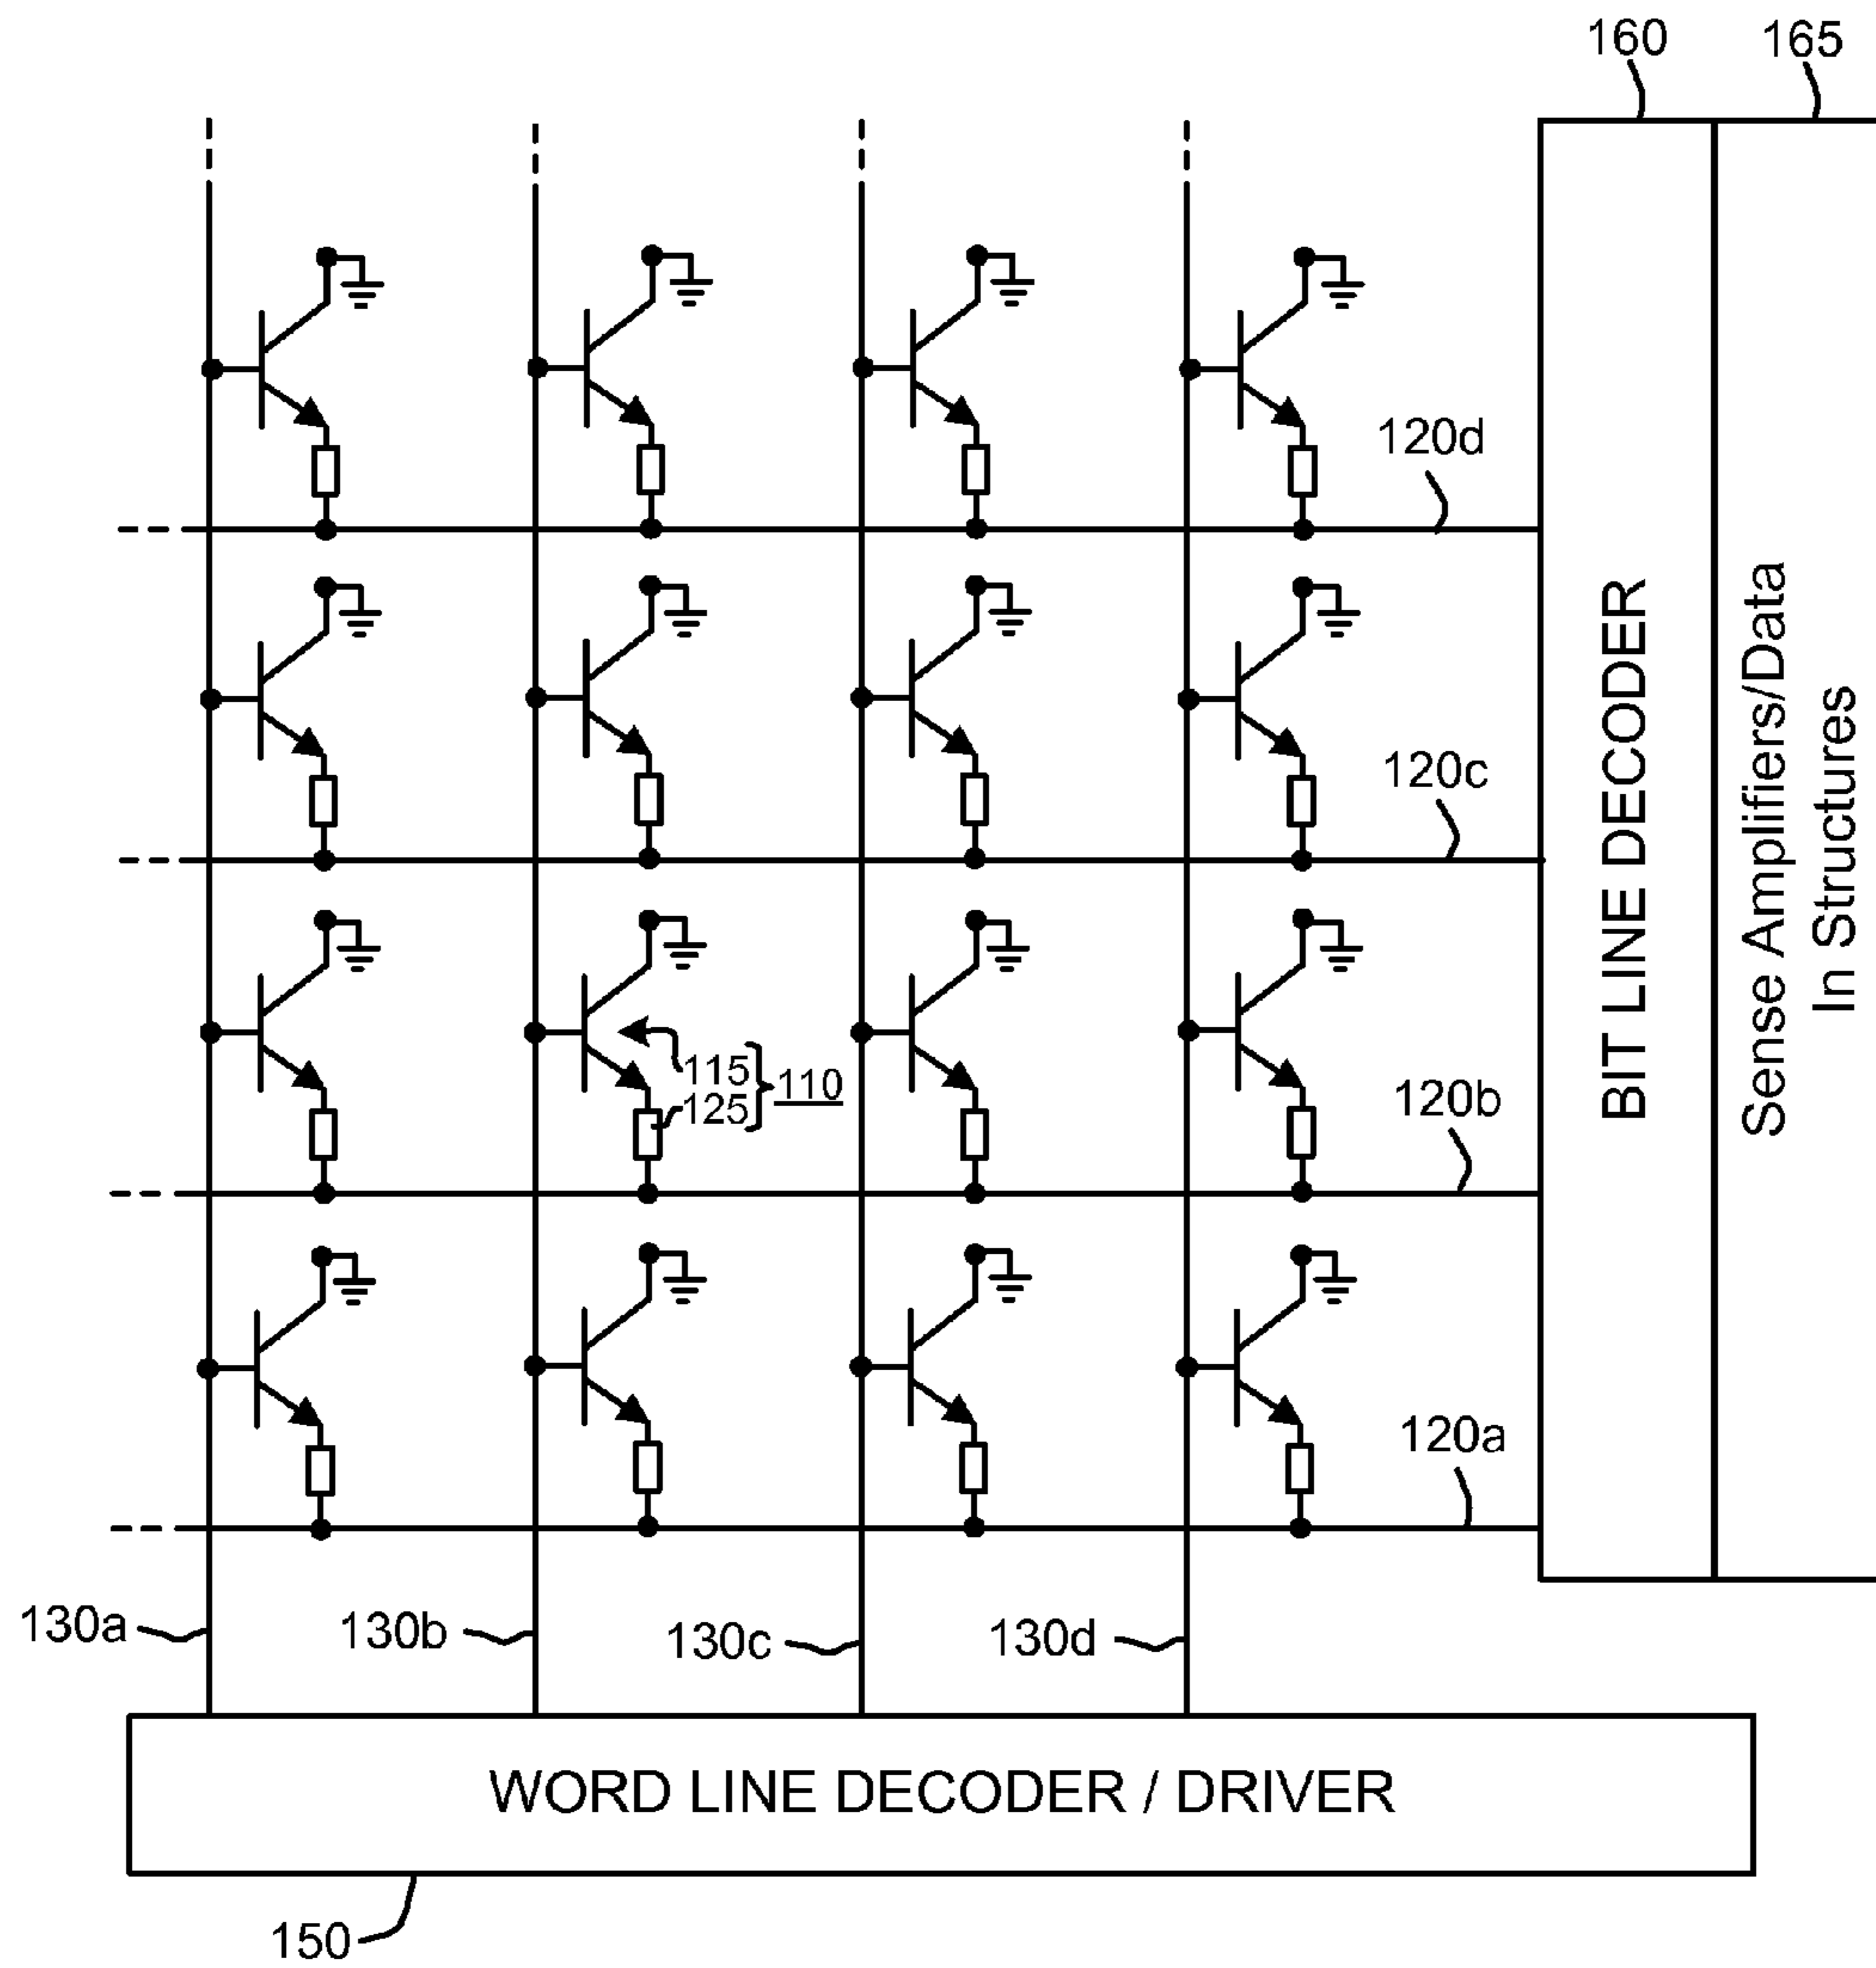 160
165
120d
120c
BIT LINE DECODER
Sense Amplifiers/Data
In Structures
115
125
110
120b
120a
130a
130b
130c
130d
WORD LINE DECODER / DRIVER
150